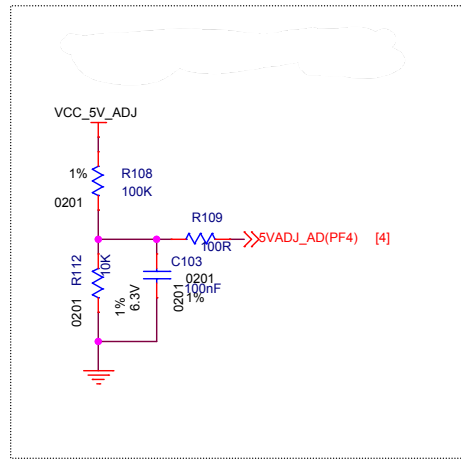 VCC_5V_ADJ
1%
R108
100K
0201
R109
100R
5VADJ_AD(PF4) [4]
R112
10K
0201
1%
C103
100nF
6.3V
0201
0201
1%